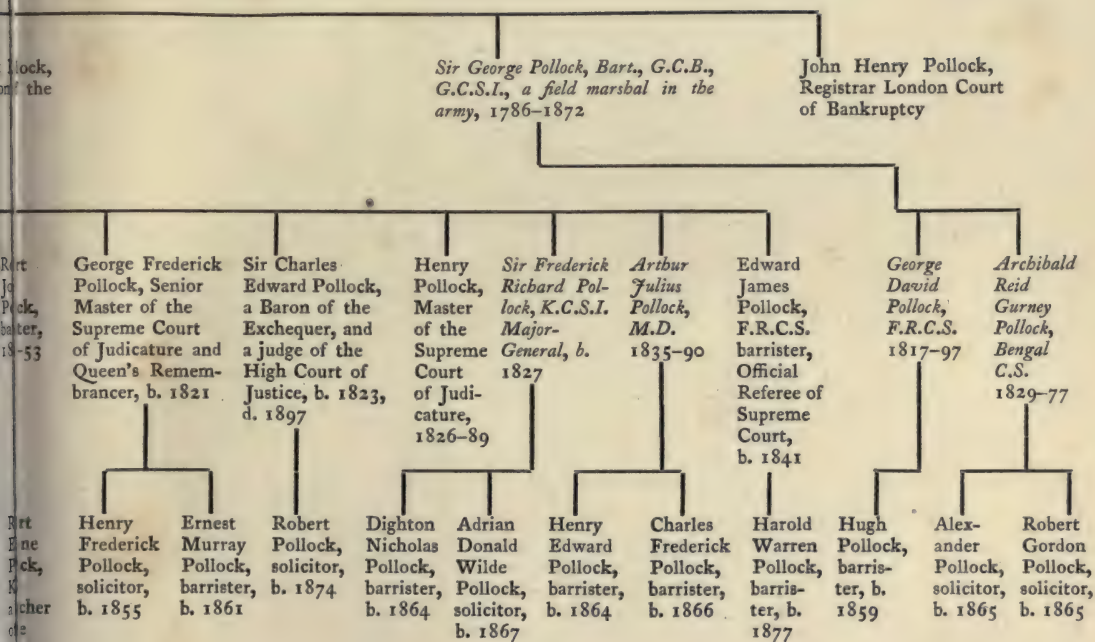 Sir George Pollock, Bart., G.C.B.,
G.C.S.I., a field marshal in the
army, 1786–1872
John Henry Pollock,
Registrar London Court
of Bankruptcy
George Frederick
Pollock, Senior
Master of the
Supreme Court
of Judicature and
Queen's Remem-
brancer, b. 1821
Sir Charles
Edward Pollock,
a Baron of the
Exchequer, and
a judge of the
High Court of
Justice, b. 1823,
d. 1897
Henry
Pollock,
Master
of the
Supreme
Court
of Judi-
cature,
1826–89
Sir Frederick
Richard Pol-
lock, K.C.S.I.
Major-
General, b.
1827
Arthur
Julius
Pollock,
M.D.
1835–90
Edward
James
Pollock,
F.R.C.S.
barrister,
Official
Referee of
Supreme
Court,
b. 1841
George
David
Pollock,
F.R.C.S.
1817–97
Archibald
Reid
Gurney
Pollock,
Bengal
C.S.
1829–77
Henry
Frederick
Pollock,
solicitor,
b. 1855
Ernest
Murray
Pollock,
barrister,
b. 1861
Robert
Pollock,
solicitor,
b. 1874
Dighton
Nicholas
Pollock,
barrister,
b. 1864
Adrian
Donald
Wilde
Pollock,
solicitor,
b. 1867
Henry
Edward
Pollock,
barrister,
b. 1864
Charles
Frederick
Pollock,
barrister,
b. 1866
Harold
Warren
Pollock,
barris-
ter, b.
1877
Hugh
Pollock,
barris-
ter, b.
1859
Alex-
ander
Pollock,
solicitor,
b. 1865
Robert
Gordon
Pollock,
solicitor,
b. 1865